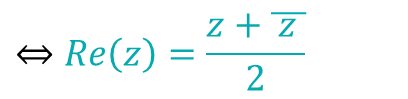 ⇔ Re(z) = (z + z̅)/2